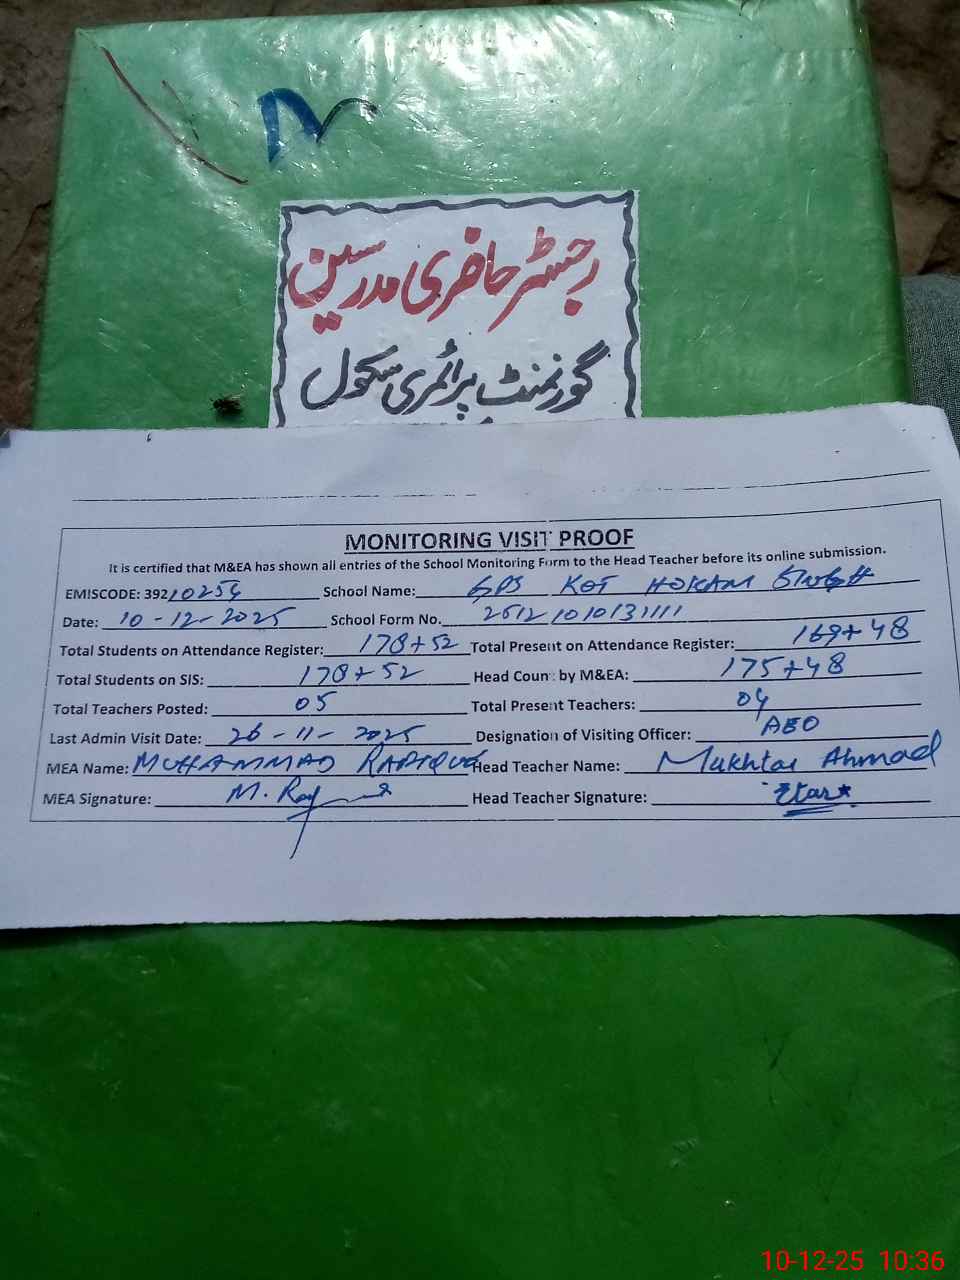 رجسٹر حاضری مدرسین
گورنمنٹ پرائمری سکول
MONITORING VISIT PROOF
It is certified that M&EA has shown all entries of the School Monitoring Form to the Head Teacher before its online submission.
EMISCODE: 39210254 School Name: GPS KOT HOKAM SINGH
Date: 10-12-2025 School Form No. 26121010131111
Total Students on Attendance Register: 178+52 Total Present on Attendance Register: 169+48
Total Students on SIS: 178+52 Head Count by M&EA: 175+48
Total Teachers Posted: 05 Total Present Teachers: 04
Last Admin Visit Date: 26-11-2025 Designation of Visiting Officer: AEO
MEA Name: MUHAMMAD RAFIQUE Head Teacher Name: Mukhtar Ahmad
MEA Signature: M. Head Teacher Signature:
10-12-25 10:36